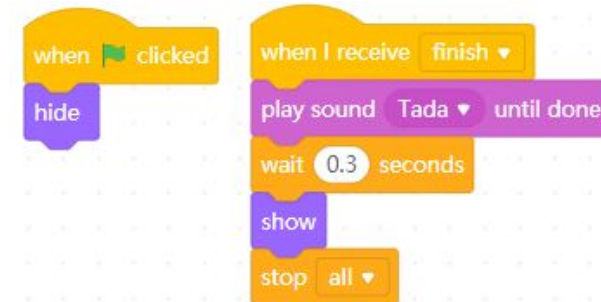 when clicked
hide
when I receive finish
play sound Tada until done
wait 0.3 seconds
show
stop all